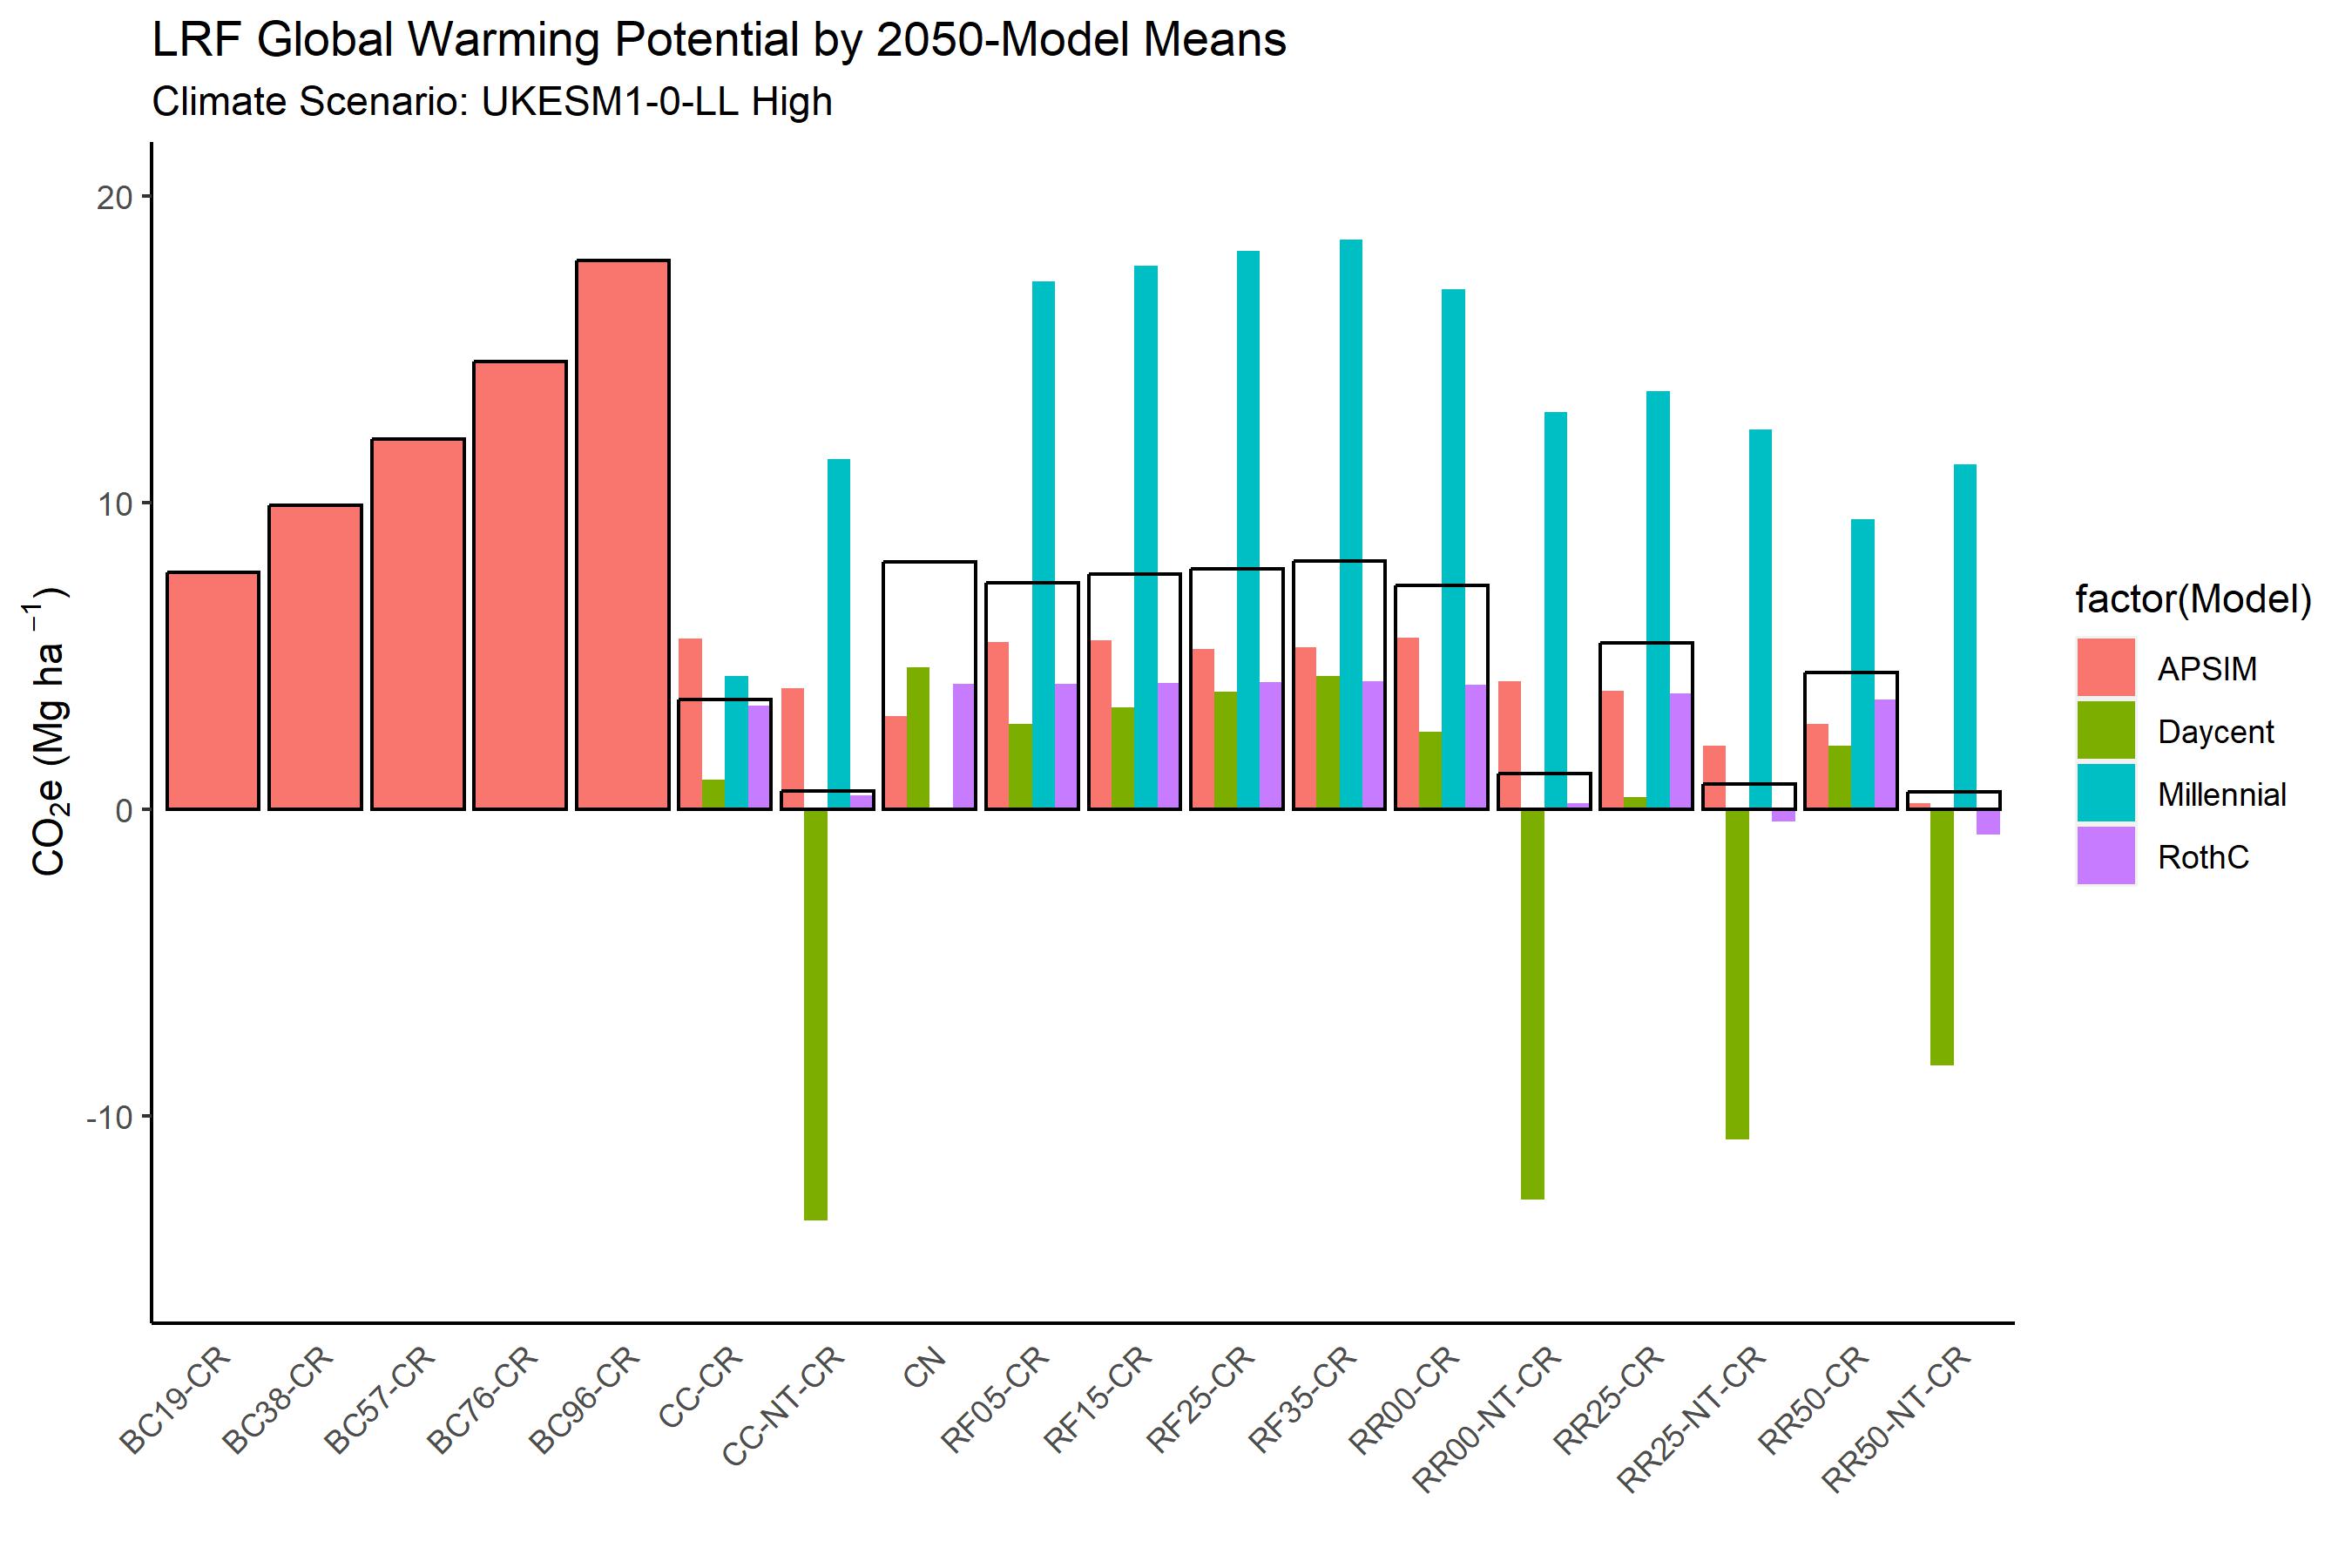 LRF Global Warming Potential by 2050-Model Means
Climate Scenario: UKESM1-0-LL High
CO₂e (Mg ha ⁻¹)
20
10
0
-10
BC19-CR
BC38-CR
BC57-CR
BC76-CR
BC96-CR
CC-CR
CC-NT-CR
CN
RF05-CR
RF15-CR
RF25-CR
RF35-CR
RR00-CR
RR00-NT-CR
RR25-CR
RR25-NT-CR
RR50-CR
RR50-NT-CR
factor(Model)
APSIM
Daycent
Millennial
RothC